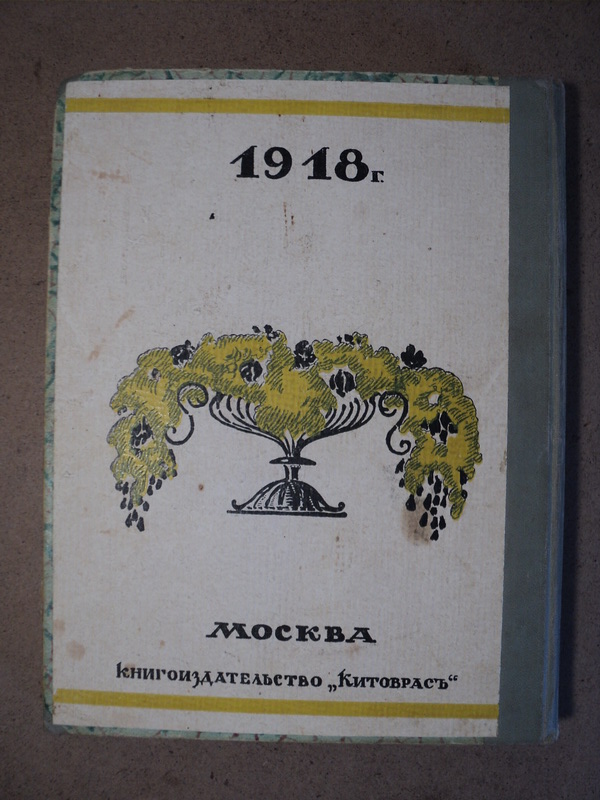 1918г.
МОСКВА
КНИГОИЗДАТЕЛЬСТВО „КИТОВРАСЪ“